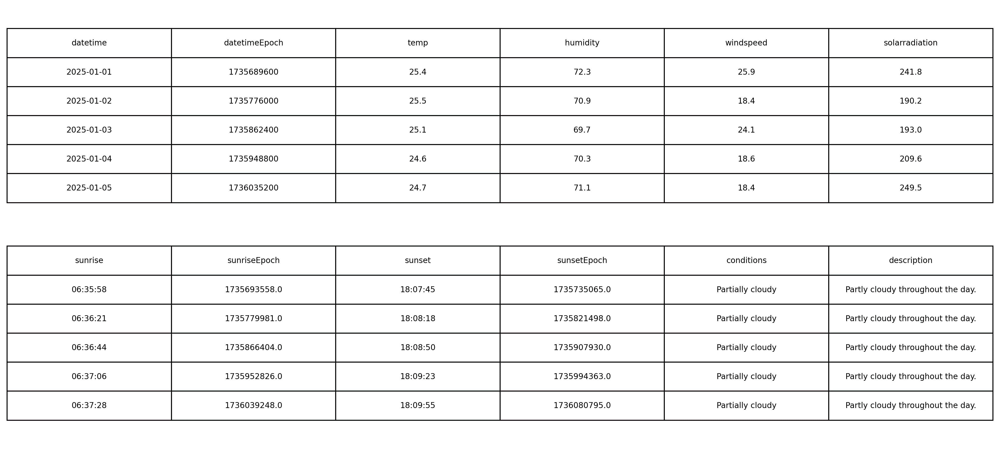 datetime datetimeEpoch temp humidity windspeed solarradiation
2025-01-01 1735689600 25.4 72.3 25.9 241.8
2025-01-02 1735776000 25.5 70.9 18.4 190.2
2025-01-03 1735862400 25.1 69.7 24.1 193.0
2025-01-04 1735948800 24.6 70.3 18.6 209.6
2025-01-05 1736035200 24.7 71.1 18.4 249.5
sunrise sunriseEpoch sunset sunsetEpoch conditions description
06:35:58 1735693558.0 18:07:45 1735735065.0 Partially cloudy Partly cloudy throughout the day.
06:36:21 1735779981.0 18:08:18 1735821498.0 Partially cloudy Partly cloudy throughout the day.
06:36:44 1735866404.0 18:08:50 1735907930.0 Partially cloudy Partly cloudy throughout the day.
06:37:06 1735952826.0 18:09:23 1735994363.0 Partially cloudy Partly cloudy throughout the day.
06:37:28 1736039248.0 18:09:55 1736080795.0 Partially cloudy Partly cloudy throughout the day.